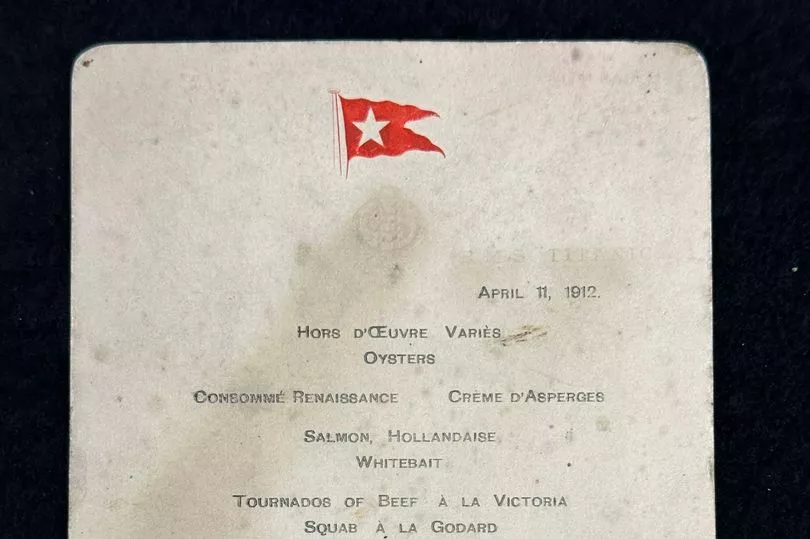 April 11, 1912.
Hors d'Œuvre Variès
Oysters
Consommé Renaissance Crème d'Asperges
Salmon, Hollandaise
Whitebait
Tournados of Beef à la Victoria
Squab à la Godard